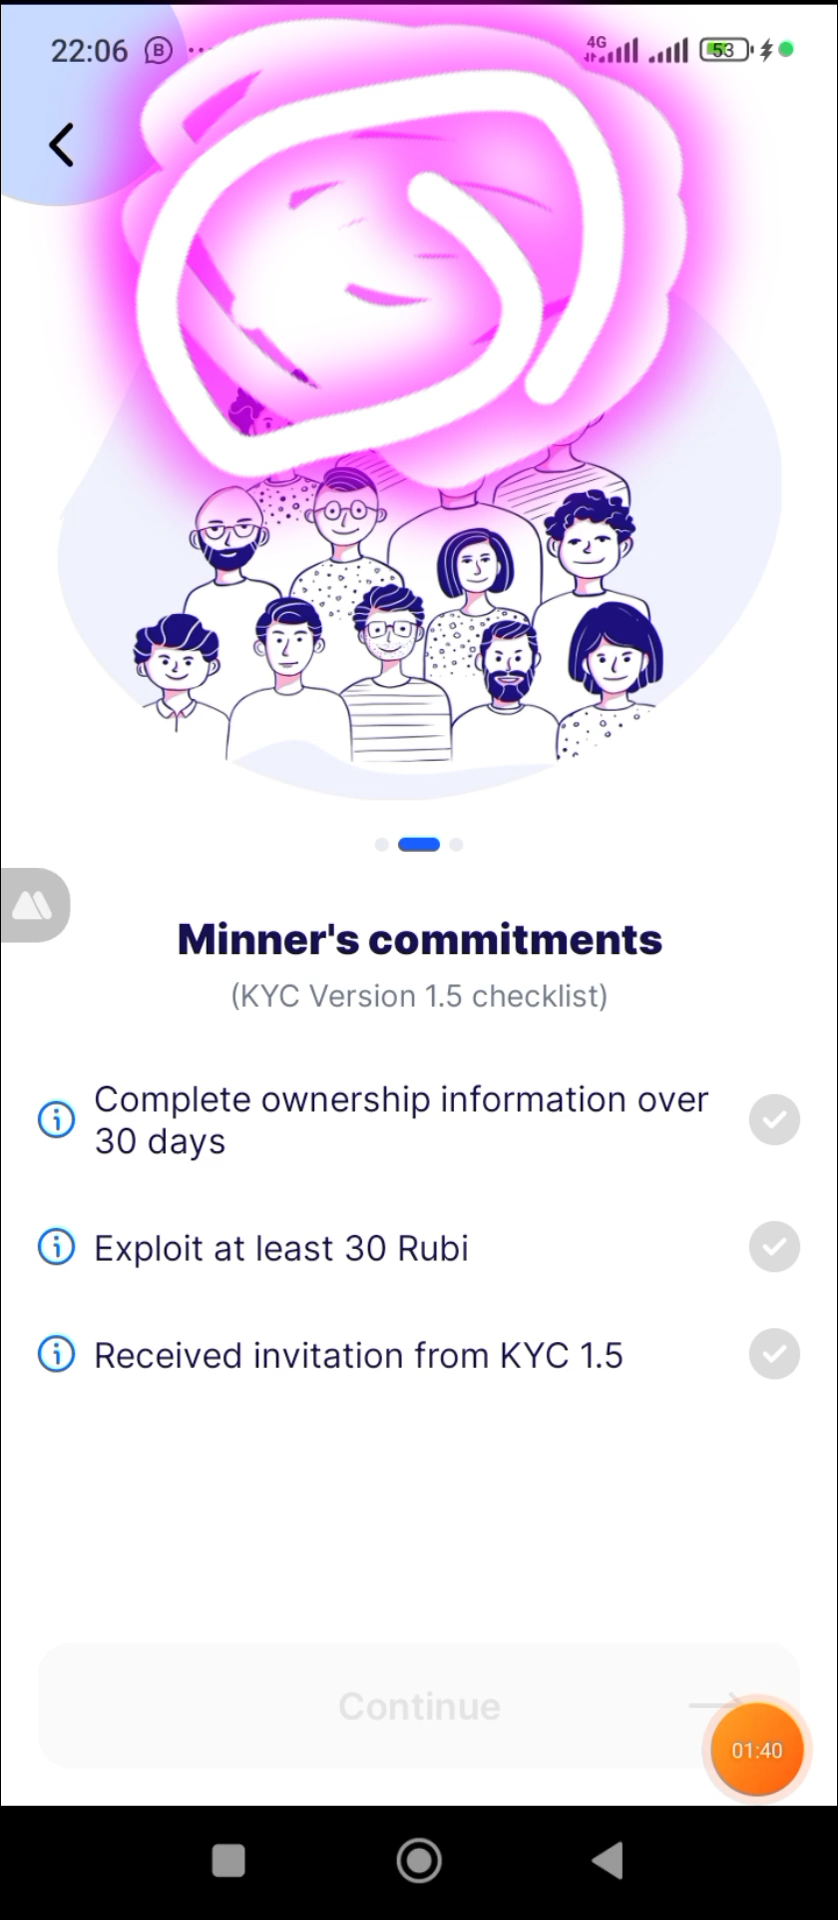 22:06 B ...
4G 53
Minner's commitments
(KYC Version 1.5 checklist)
Complete ownership information over
30 days
Exploit at least 30 Rubi
Received invitation from KYC 1.5
Continue
01:40